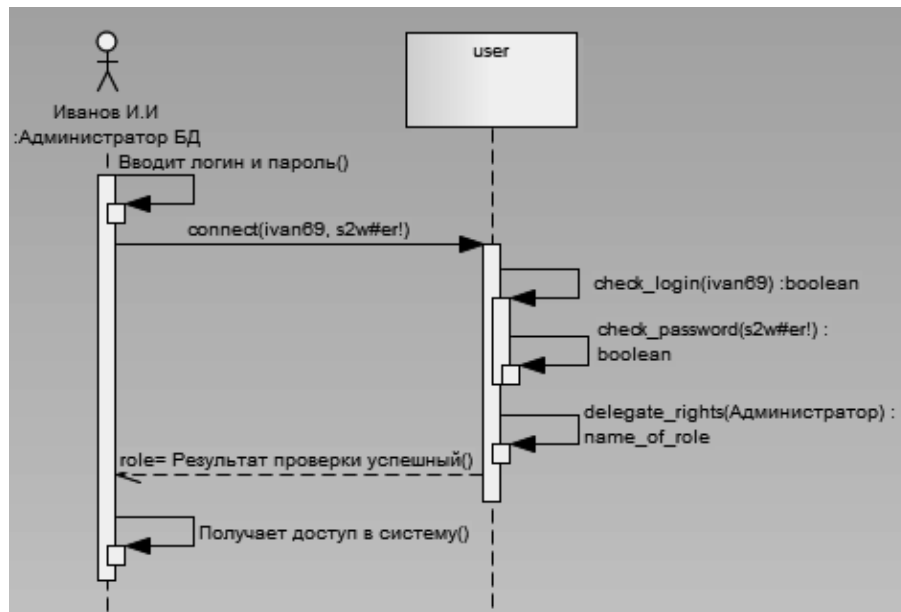 user
Иванов И.И
:Администратор БД
Вводит логин и пароль()
connect(ivan69, s2w#er!)
check_login(ivan69) :boolean
check_password(s2w#er!) :
boolean
delegate_rights(Администратор) :
name_of_role
role= Результат проверки успешный()
Получает доступ в систему()